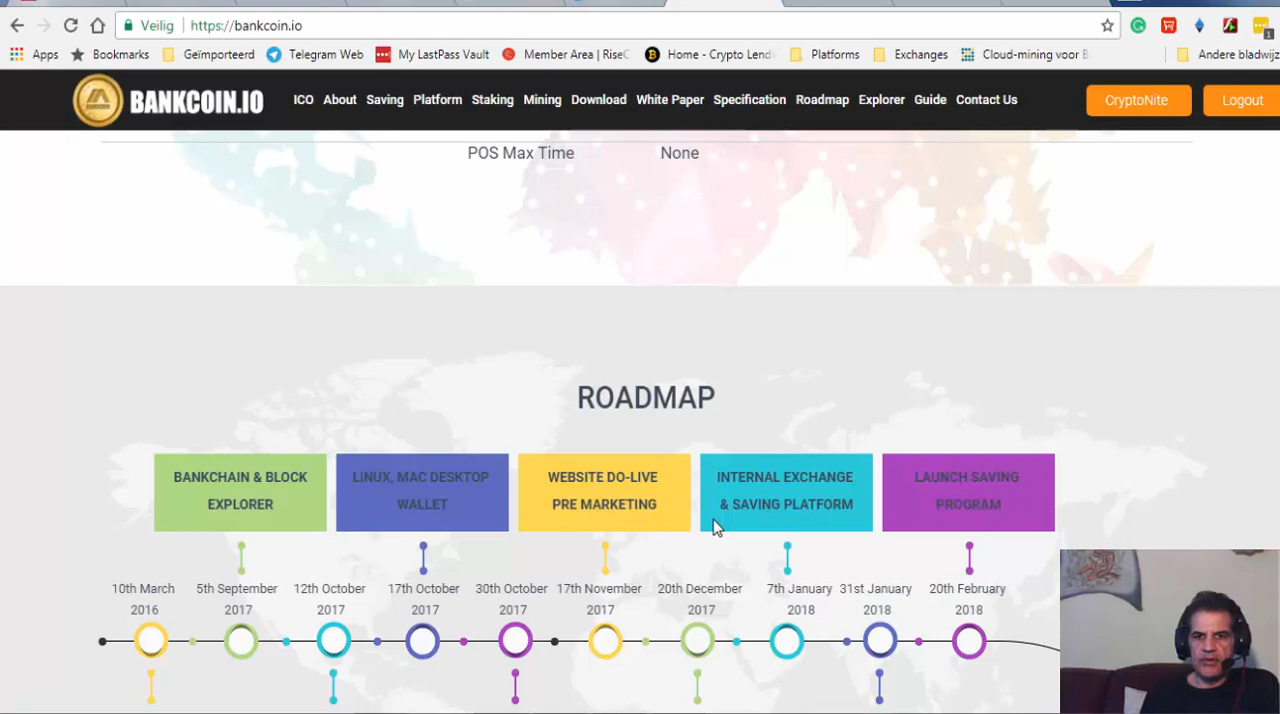 Veilig https://bankcoin.io
Apps Bookmarks Geïmporteerd Telegram Web My LastPass Vault Member Area | RiseC Home - Crypto Lend Platforms Exchanges Cloud-mining voor B Andere bladwijz
1
BANKCOIN.IO ICO About Saving Platform Staking Mining Download White Paper Specification Roadmap Explorer Guide Contact Us CryptoNite Logout
POS Max Time None
ROADMAP
BANKCHAIN & BLOCK
EXPLORER
LINUX, MAC DESKTOP
WALLET
WEBSITE DO-LIVE
PRE MARKETING
INTERNAL EXCHANGE
& SAVING PLATFORM
LAUNCH SAVING
PROGRAM
10th March 5th September 12th October 17th October 30th October 17th November 20th December 7th January 31st January 20th February
2016 2017 2017 2017 2017 2017 2017 2018 2018 2018